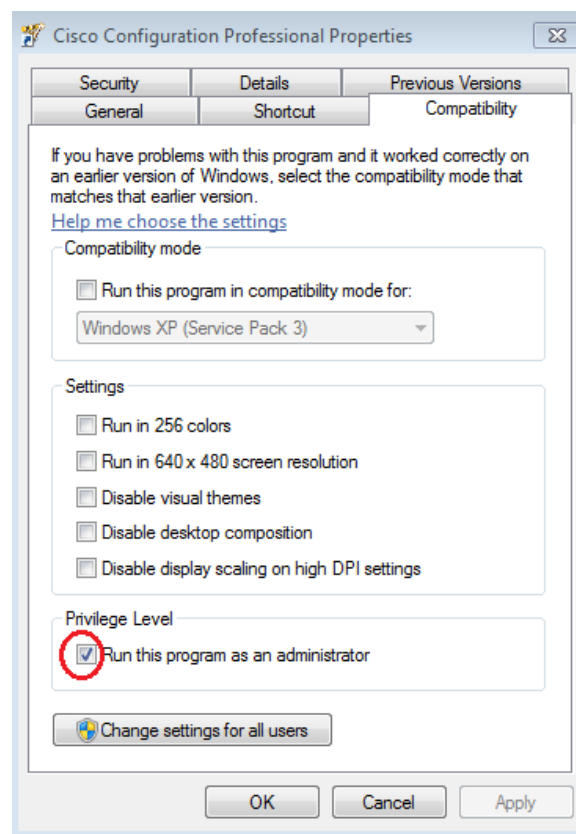 Cisco Configuration Professional Properties
Security Details Previous Versions
General Shortcut Compatibility
If you have problems with this program and it worked correctly on
an earlier version of Windows, select the compatibility mode that
matches that earlier version.
Help me choose the settings
Compatibility mode
Run this program in compatibility mode for:
Windows XP (Service Pack 3)
Settings
Run in 256 colors
Run in 640 x 480 screen resolution
Disable visual themes
Disable desktop composition
Disable display scaling on high DPI settings
Privilege Level
Run this program as an administrator
Change settings for all users
OK Cancel Apply